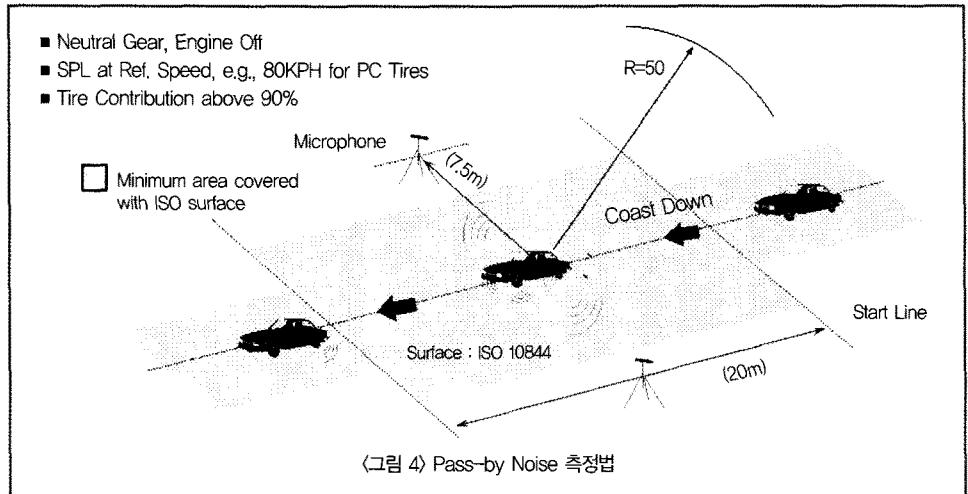 ■ Neutral Gear, Engine Off
■ SPL at Ref. Speed, e.g., 80KPH for PC Tires
■ Tire Contribution above 90%
R=50
Microphone
(7.5m)
Minimum area covered
with ISO surface
Coast Down
Start Line
Surface : ISO 10844
(20m)
〈그림 4〉 Pass-by Noise 측정법